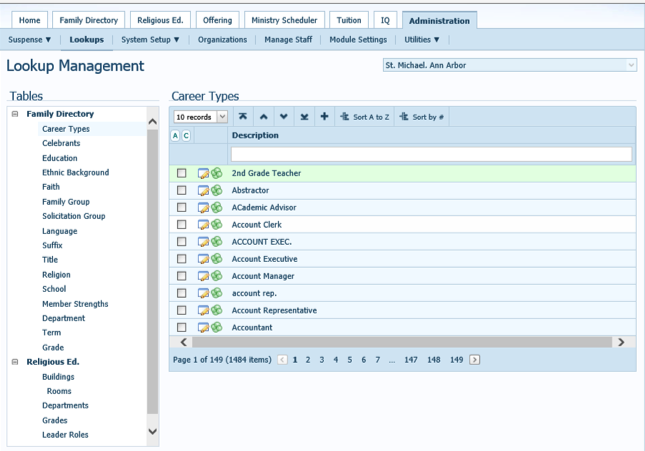 Home Family Directory Religious Ed. Offering Ministry Scheduler Tuition IQ Administration
Suspense ▼ Lookups System Setup ▼ Organizations Manage Staff Module Settings Utilities ▼
Lookup Management
St. Michael. Ann Arbor
Tables
Family Directory
Career Types
Celebrants
Education
Ethnic Background
Faith
Family Group
Solicitation Group
Language
Suffix
Title
Religion
School
Member Strengths
Department
Term
Grade
Religious Ed.
Buildings
Rooms
Departments
Grades
Leader Roles
Career Types
10 records Sort A to Z Sort by #
A C Description
2nd Grade Teacher
Abstractor
ACademic Advisor
Account Clerk
ACCOUNT EXEC.
Account Executive
Account Manager
account rep.
Account Representative
Accountant
Page 1 of 149 (1484 items) < 1 2 3 4 5 6 7 ... 147 148 149 >